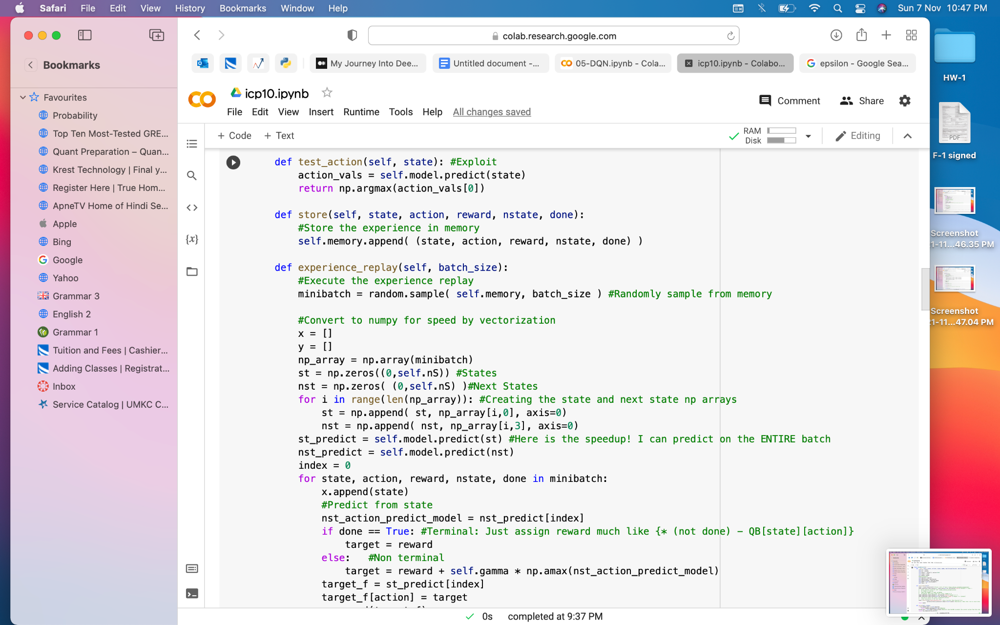 Safari File Edit View History Bookmarks Window Help
Sun 7 Nov 10:47 PM
colab.research.google.com
My Journey Into Dee...
Untitled document -...
05-DQN.ipynb - Cola...
icp10.ipynb - Colabo...
epsilon - Google Sea...
Bookmarks
Favourites
Probability
Top Ten Most-Tested GRE...
Quant Preparation – Quan...
Krest Technology | Final y...
Register Here | True Hom...
ApneTV Home of Hindi Se...
Apple
Bing
Google
Yahoo
Grammar 3
English 2
Grammar 1
Tuition and Fees | Cashier...
Adding Classes | Registrat...
Inbox
Service Catalog | UMKC C...
icp10.ipynb
Comment Share
File Edit View Insert Runtime Tools Help All changes saved
+ Code + Text
RAM
Disk
Editing
def test_action(self, state): #Exploit
action_vals = self.model.predict(state)
return np.argmax(action_vals[0])
def store(self, state, action, reward, nstate, done):
#Store the experience in memory
self.memory.append( (state, action, reward, nstate, done) )
def experience_replay(self, batch_size):
#Execute the experience replay
minibatch = random.sample( self.memory, batch_size ) #Randomly sample from memory
#Convert to numpy for speed by vectorization
x = []
y = []
np_array = np.array(minibatch)
st = np.zeros((0,self.nS)) #States
nst = np.zeros( (0,self.nS) )#Next States
for i in range(len(np_array)): #Creating the state and next state np arrays
st = np.append( st, np_array[i,0], axis=0)
nst = np.append( nst, np_array[i,3], axis=0)
st_predict = self.model.predict(st) #Here is the speedup! I can predict on the ENTIRE batch
nst_predict = self.model.predict(nst)
index = 0
for state, action, reward, nstate, done in minibatch:
x.append(state)
#Predict from state
nst_action_predict_model = nst_predict[index]
if done == True: #Terminal: Just assign reward much like {* (not done) - QB[state][action]}
target = reward
else: #Non terminal
target = reward + self.gamma * np.amax(nst_action_predict_model)
target_f = st_predict[index]
target_f[action] = target
0s completed at 9:37 PM
HW-1
PDF
F-1 signed
Screenshot
1-11...46.35 PM
Screenshot
1-11...47.04 PM